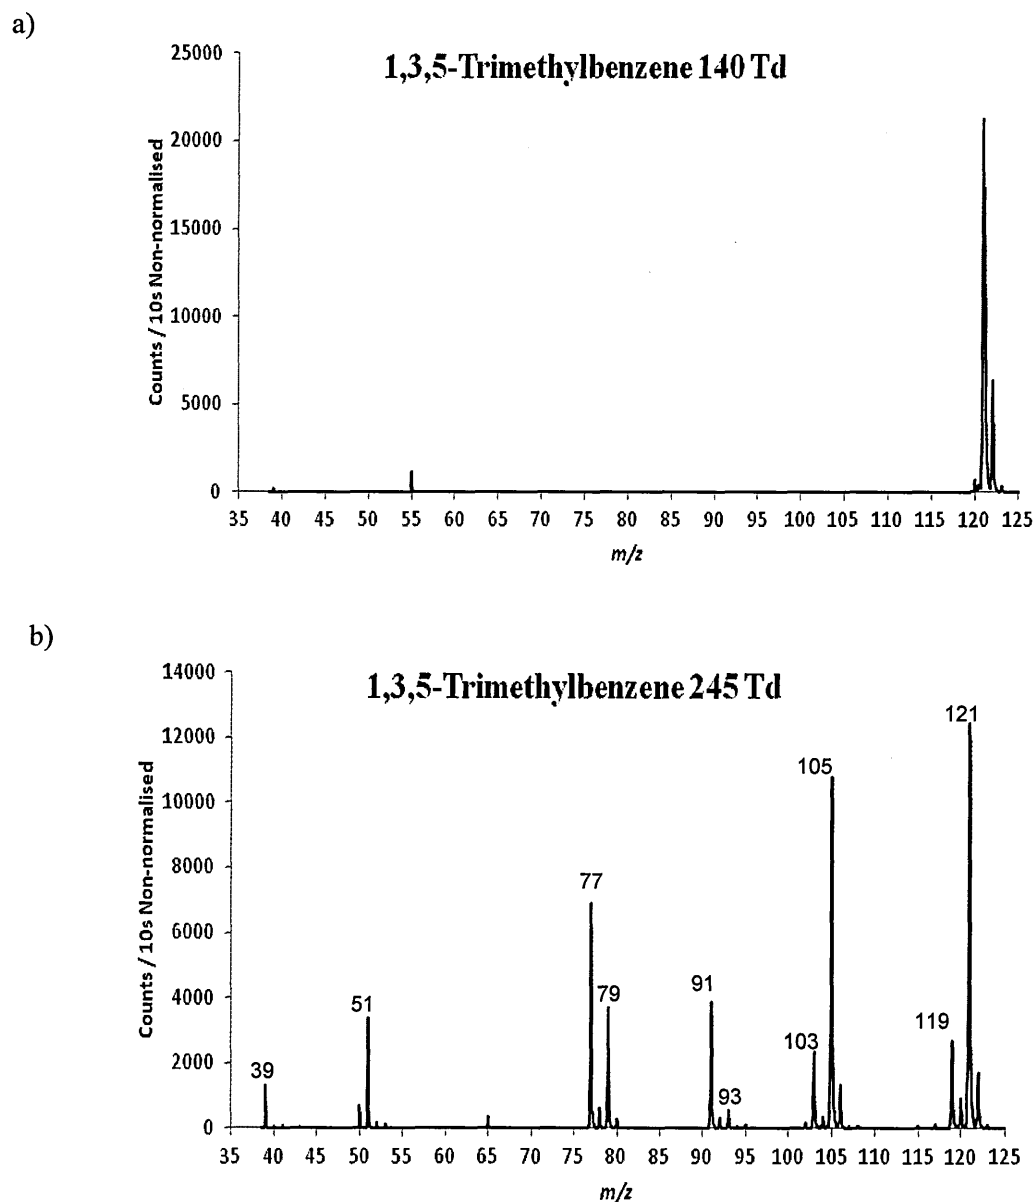 a)
1,3,5-Trimethylbenzene 140 Td
25000
20000
15000
10000
5000
0
Counts / 10s Non-normalised
35 40 45 50 55 60 65 70 75 80 85 90 95 100 105 110 115 120 125
m/z
b)
1,3,5-Trimethylbenzene 245 Td
14000
12000
10000
8000
6000
4000
2000
0
Counts / 10s Non-normalised
39
51
77
79
91
93
103
105
119
121
35 40 45 50 55 60 65 70 75 80 85 90 95 100 105 110 115 120 125
m/z